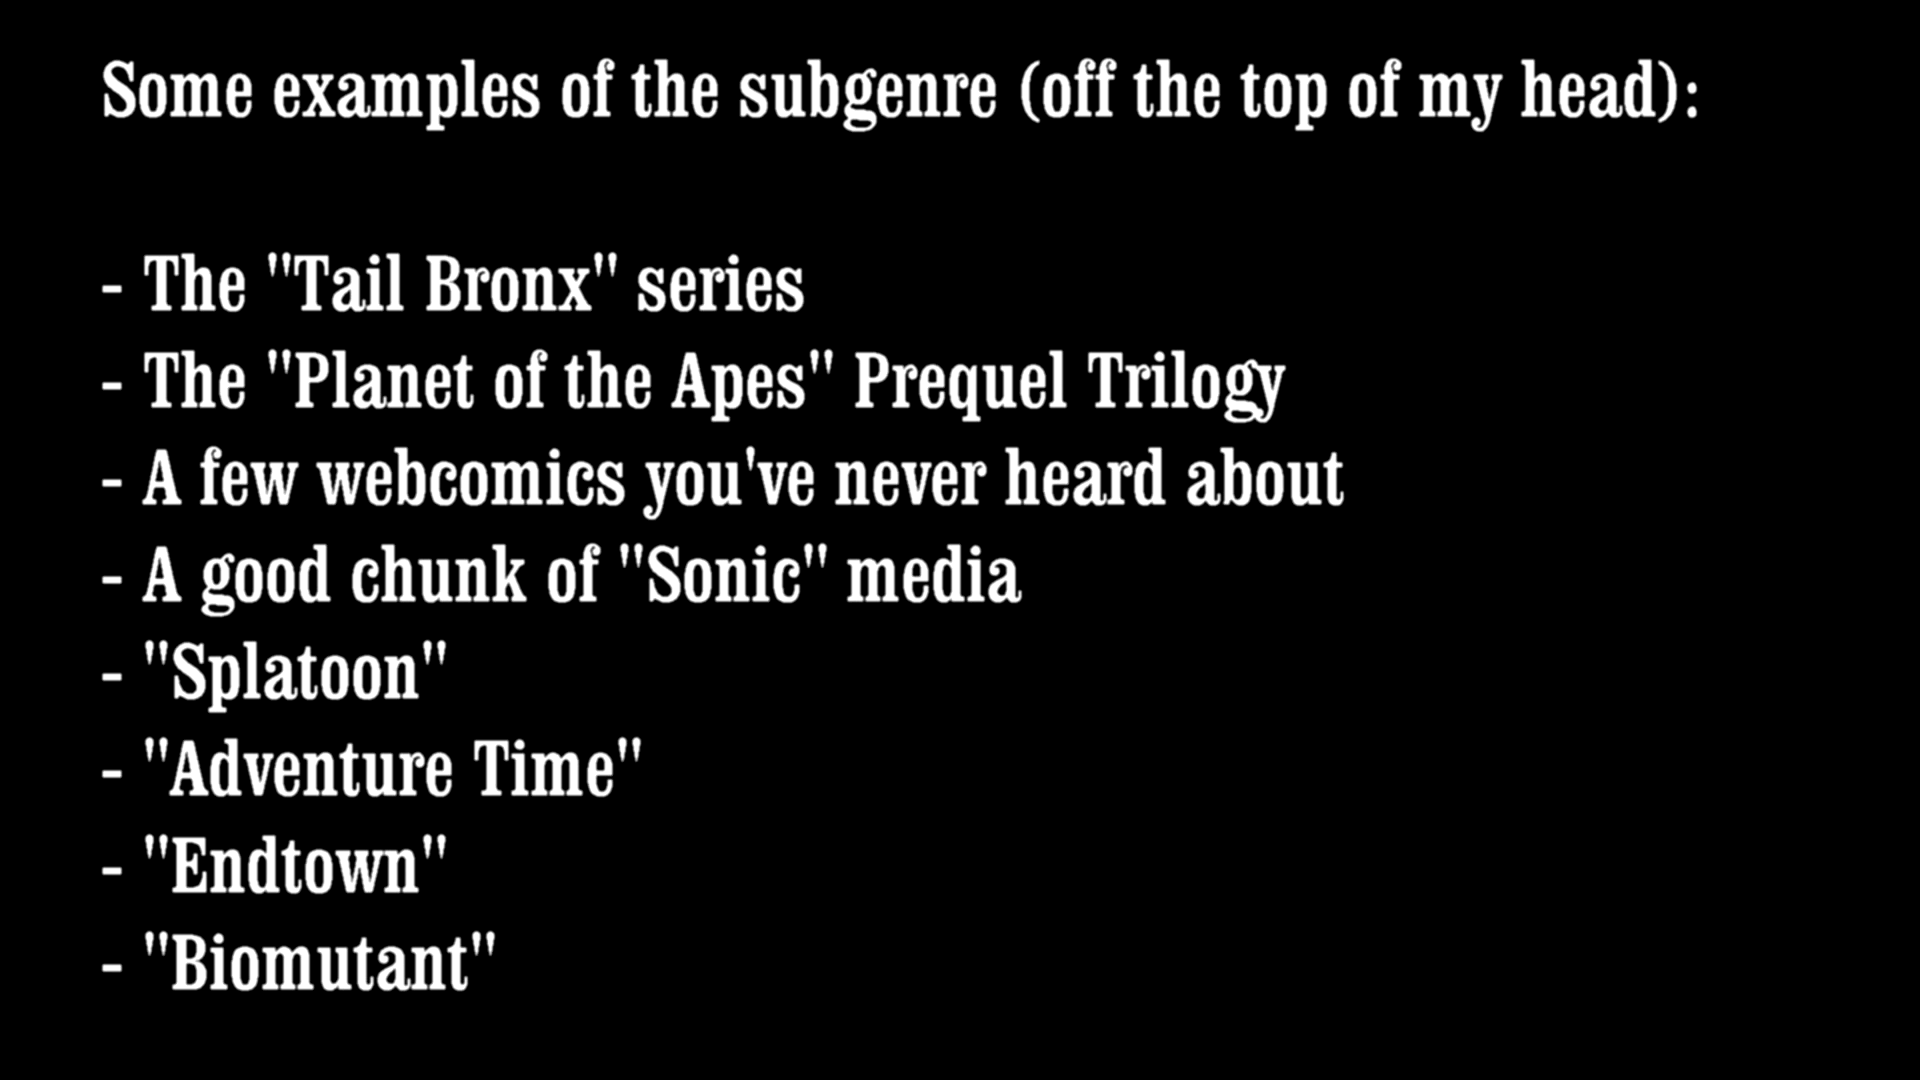 Some examples of the subgenre (off the top of my head):
- The "Tail Bronx" series
- The "Planet of the Apes" Prequel Trilogy
- A few webcomics you've never heard about
- A good chunk of "Sonic" media
- "Splatoon"
- "Adventure Time"
- "Endtown"
- "Biomutant"